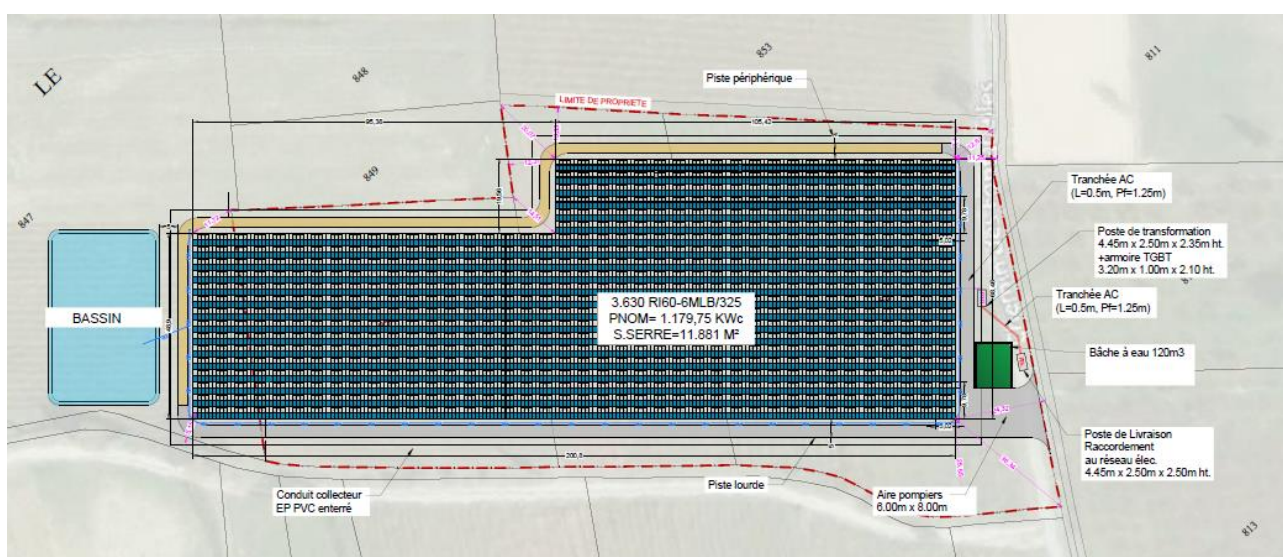 LE
848
853
811
849
847
813
LIMITE DE PROPRIETE
Piste périphérique
95,38
105,42
Tranchée AC
(L=0.5m, Pf=1.25m)
Poste de transformation
4.45m x 2.50m x 2.35m ht.
+armoire TGBT
3.20m x 1.00m x 2.10 ht.
Tranchée AC
(L=0.5m, Pf=1.25m)
BASSIN
3.630 RI60-6MLB/325
PNOM= 1.179,75 KWc
S.SERRE=11.881 M²
Bâche à eau 120m3
Poste de Livraison
Raccordement
au réseau élec.
4.45m x 2.50m x 2.50m ht.
200,8
Conduit collecteur
EP PVC enterré
Piste lourde
Aire pompiers
6.00m x 8.00m